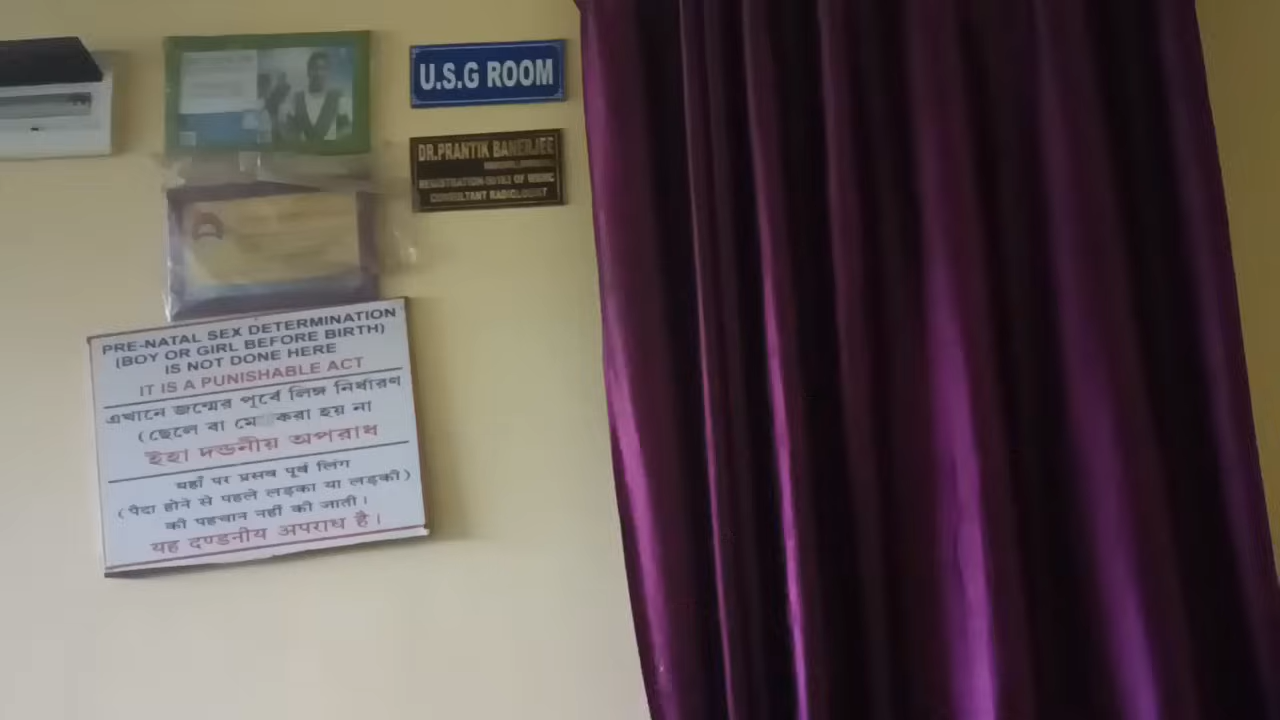 U.S.G ROOM
DR.PRANTIK BANERJEE
CONSULTANT RADIOLOGIST
PRE-NATAL SEX DETERMINATION
(BOY OR GIRL BEFORE BIRTH)
IS NOT DONE HERE
IT IS A PUNISHABLE ACT
এখানে জন্মের পূর্বে লিঙ্গ নির্ধারণ
(ছেলে বা করা হয় না
ইহা দন্ডনীয় অপরাধ
यहाँ पर प्रसव पूर्व लिंग
(पैदा होने से पहले लड़का या लड़की)
की पहचान नहीं की जाती।
यह दण्डनीय अपराध है।